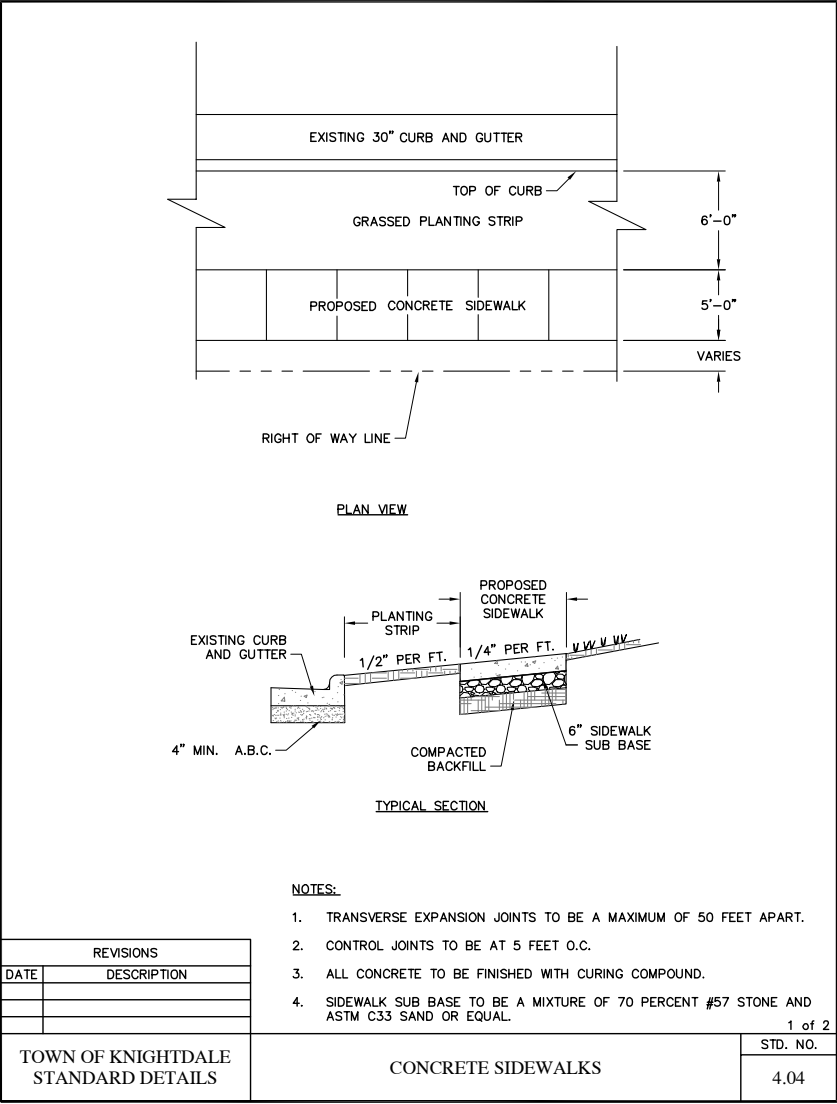 EXISTING 30" CURB AND GUTTER
TOP OF CURB
GRASSED PLANTING STRIP
6'-0"
PROPOSED CONCRETE SIDEWALK
5'-0"
VARIES
RIGHT OF WAY LINE
PLAN VIEW
PROPOSED
CONCRETE
SIDEWALK
PLANTING
STRIP
EXISTING CURB
AND GUTTER
1/2" PER FT.
1/4" PER FT.
4" MIN. A.B.C.
COMPACTED
BACKFILL
6" SIDEWALK
SUB BASE
TYPICAL SECTION
NOTES:
1. TRANSVERSE EXPANSION JOINTS TO BE A MAXIMUM OF 50 FEET APART.
2. CONTROL JOINTS TO BE AT 5 FEET O.C.
3. ALL CONCRETE TO BE FINISHED WITH CURING COMPOUND.
4. SIDEWALK SUB BASE TO BE A MIXTURE OF 70 PERCENT #57 STONE AND
ASTM C33 SAND OR EQUAL.
1 of 2
REVISIONS
DATE DESCRIPTION
TOWN OF KNIGHTDALE
STANDARD DETAILS
CONCRETE SIDEWALKS
STD. NO.
4.04